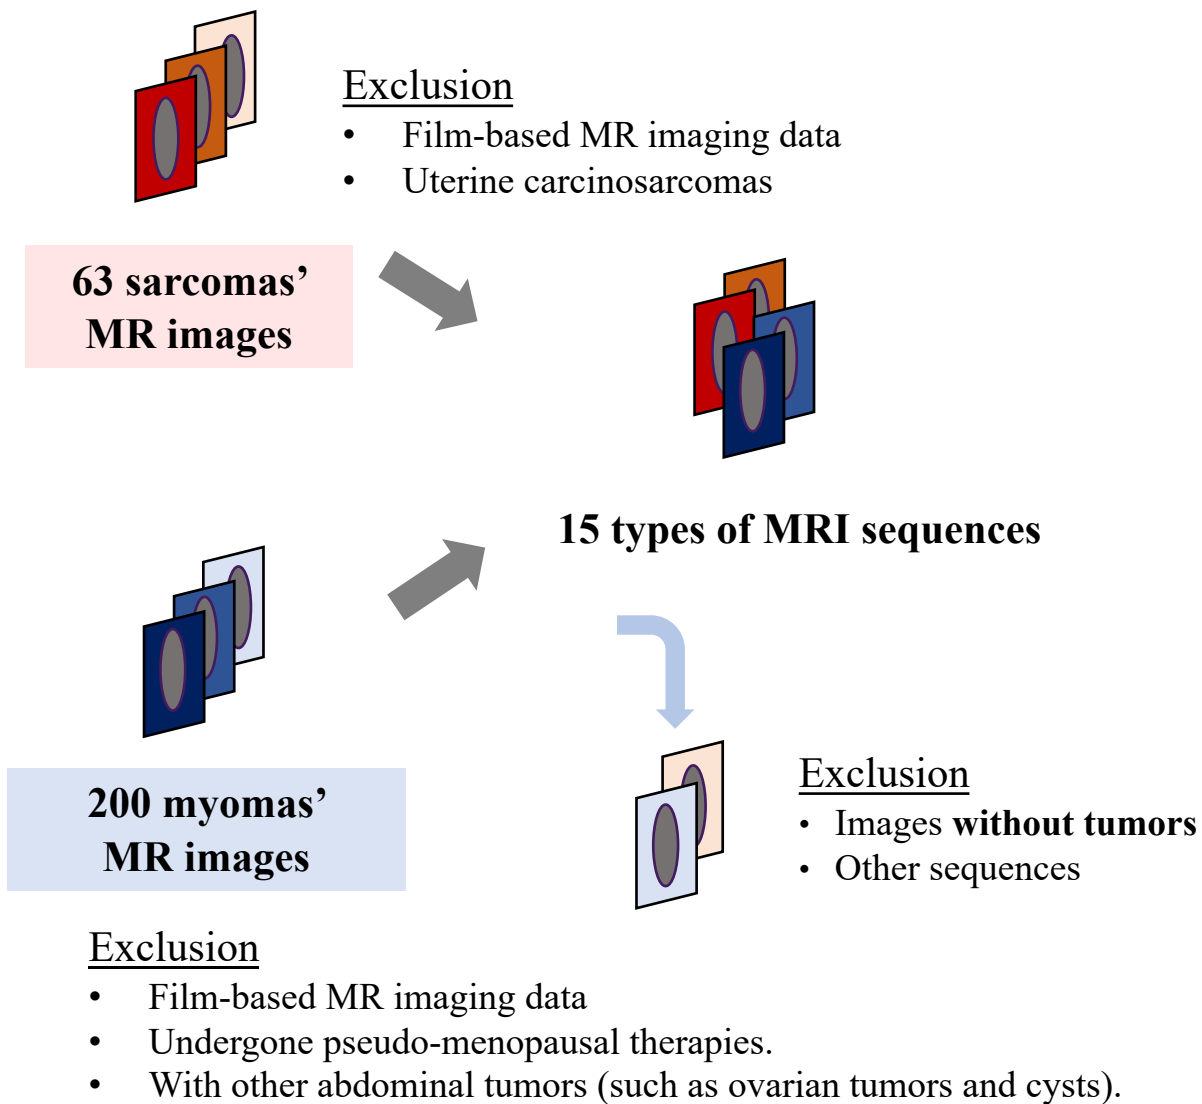 Exclusion
• Film-based MR imaging data
• Uterine carcinosarcomas
63 sarcomas’
MR images
15 types of MRI sequences
200 myomas’
MR images
Exclusion
• Images without tumors
• Other sequences
Exclusion
• Film-based MR imaging data
• Undergone pseudo-menopausal therapies.
• With other abdominal tumors (such as ovarian tumors and cysts).